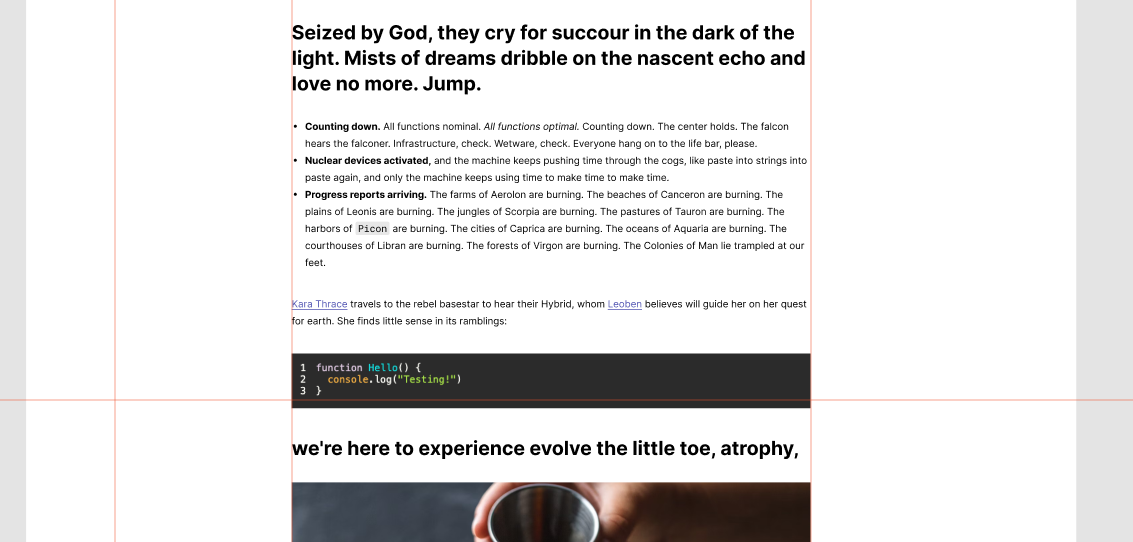 Seized by God, they cry for succour in the dark of the
light. Mists of dreams dribble on the nascent echo and
love no more. Jump.
• Counting down. All functions nominal. All functions optimal. Counting down. The center holds. The falcon
hears the falconer. Infrastructure, check. Wetware, check. Everyone hang on to the life bar, please.
• Nuclear devices activated, and the machine keeps pushing time through the cogs, like paste into strings into
paste again, and only the machine keeps using time to make time to make time.
• Progress reports arriving. The farms of Aerolon are burning. The beaches of Canceron are burning. The
plains of Leonis are burning. The jungles of Scorpia are burning. The pastures of Tauron are burning. The
harbors of Picon are burning. The cities of Caprica are burning. The oceans of Aquaria are burning. The
courthouses of Libran are burning. The forests of Virgon are burning. The Colonies of Man lie trampled at our
feet.
Kara Thrace travels to the rebel basestar to hear their Hybrid, whom Leoben believes will guide her on her quest
for earth. She finds little sense in its ramblings:
1 function Hello() {
2   console.log("Testing!")
3 }
we're here to experience evolve the little toe, atrophy,